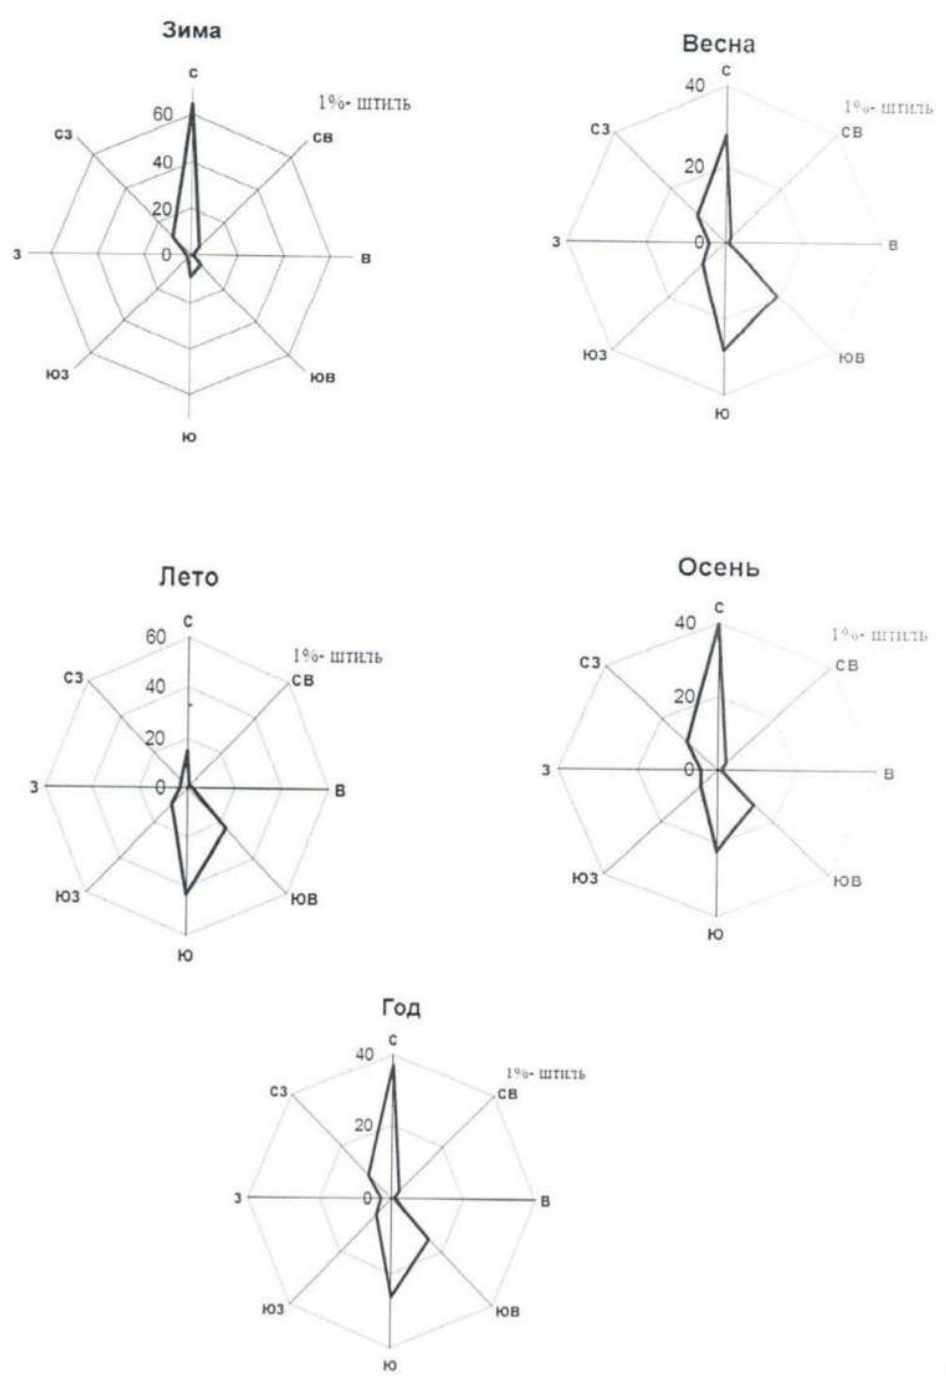 Зима
С
1%- штиль
60
СЗ
СВ
40
20
З
0
В
ЮЗ
ЮВ
Ю
Весна
С
40
1%- штиль
СЗ
СВ
20
З
0
В
ЮЗ
ЮВ
Ю
Лето
С
60
1%- штиль
СЗ
СВ
40
20
З
0
В
ЮЗ
ЮВ
Ю
Осень
С
40
1%- штиль
СЗ
СВ
20
З
0
В
ЮЗ
ЮВ
Ю
Год
С
40
1%- штиль
СЗ
СВ
20
З
0
В
ЮЗ
ЮВ
Ю